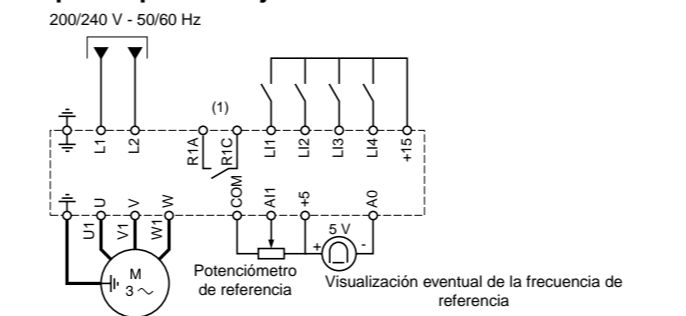 200/240 V - 50/60 Hz
(1)
L1
L2
R1A
R1C
LI1
LI2
LI3
LI4
+15
U
V
W
COM
AI1
+5
A0
U1
V1
W1
5 V
+
-
M
3
Potenciómetro
de referencia
Visualización eventual de la frecuencia de
referencia